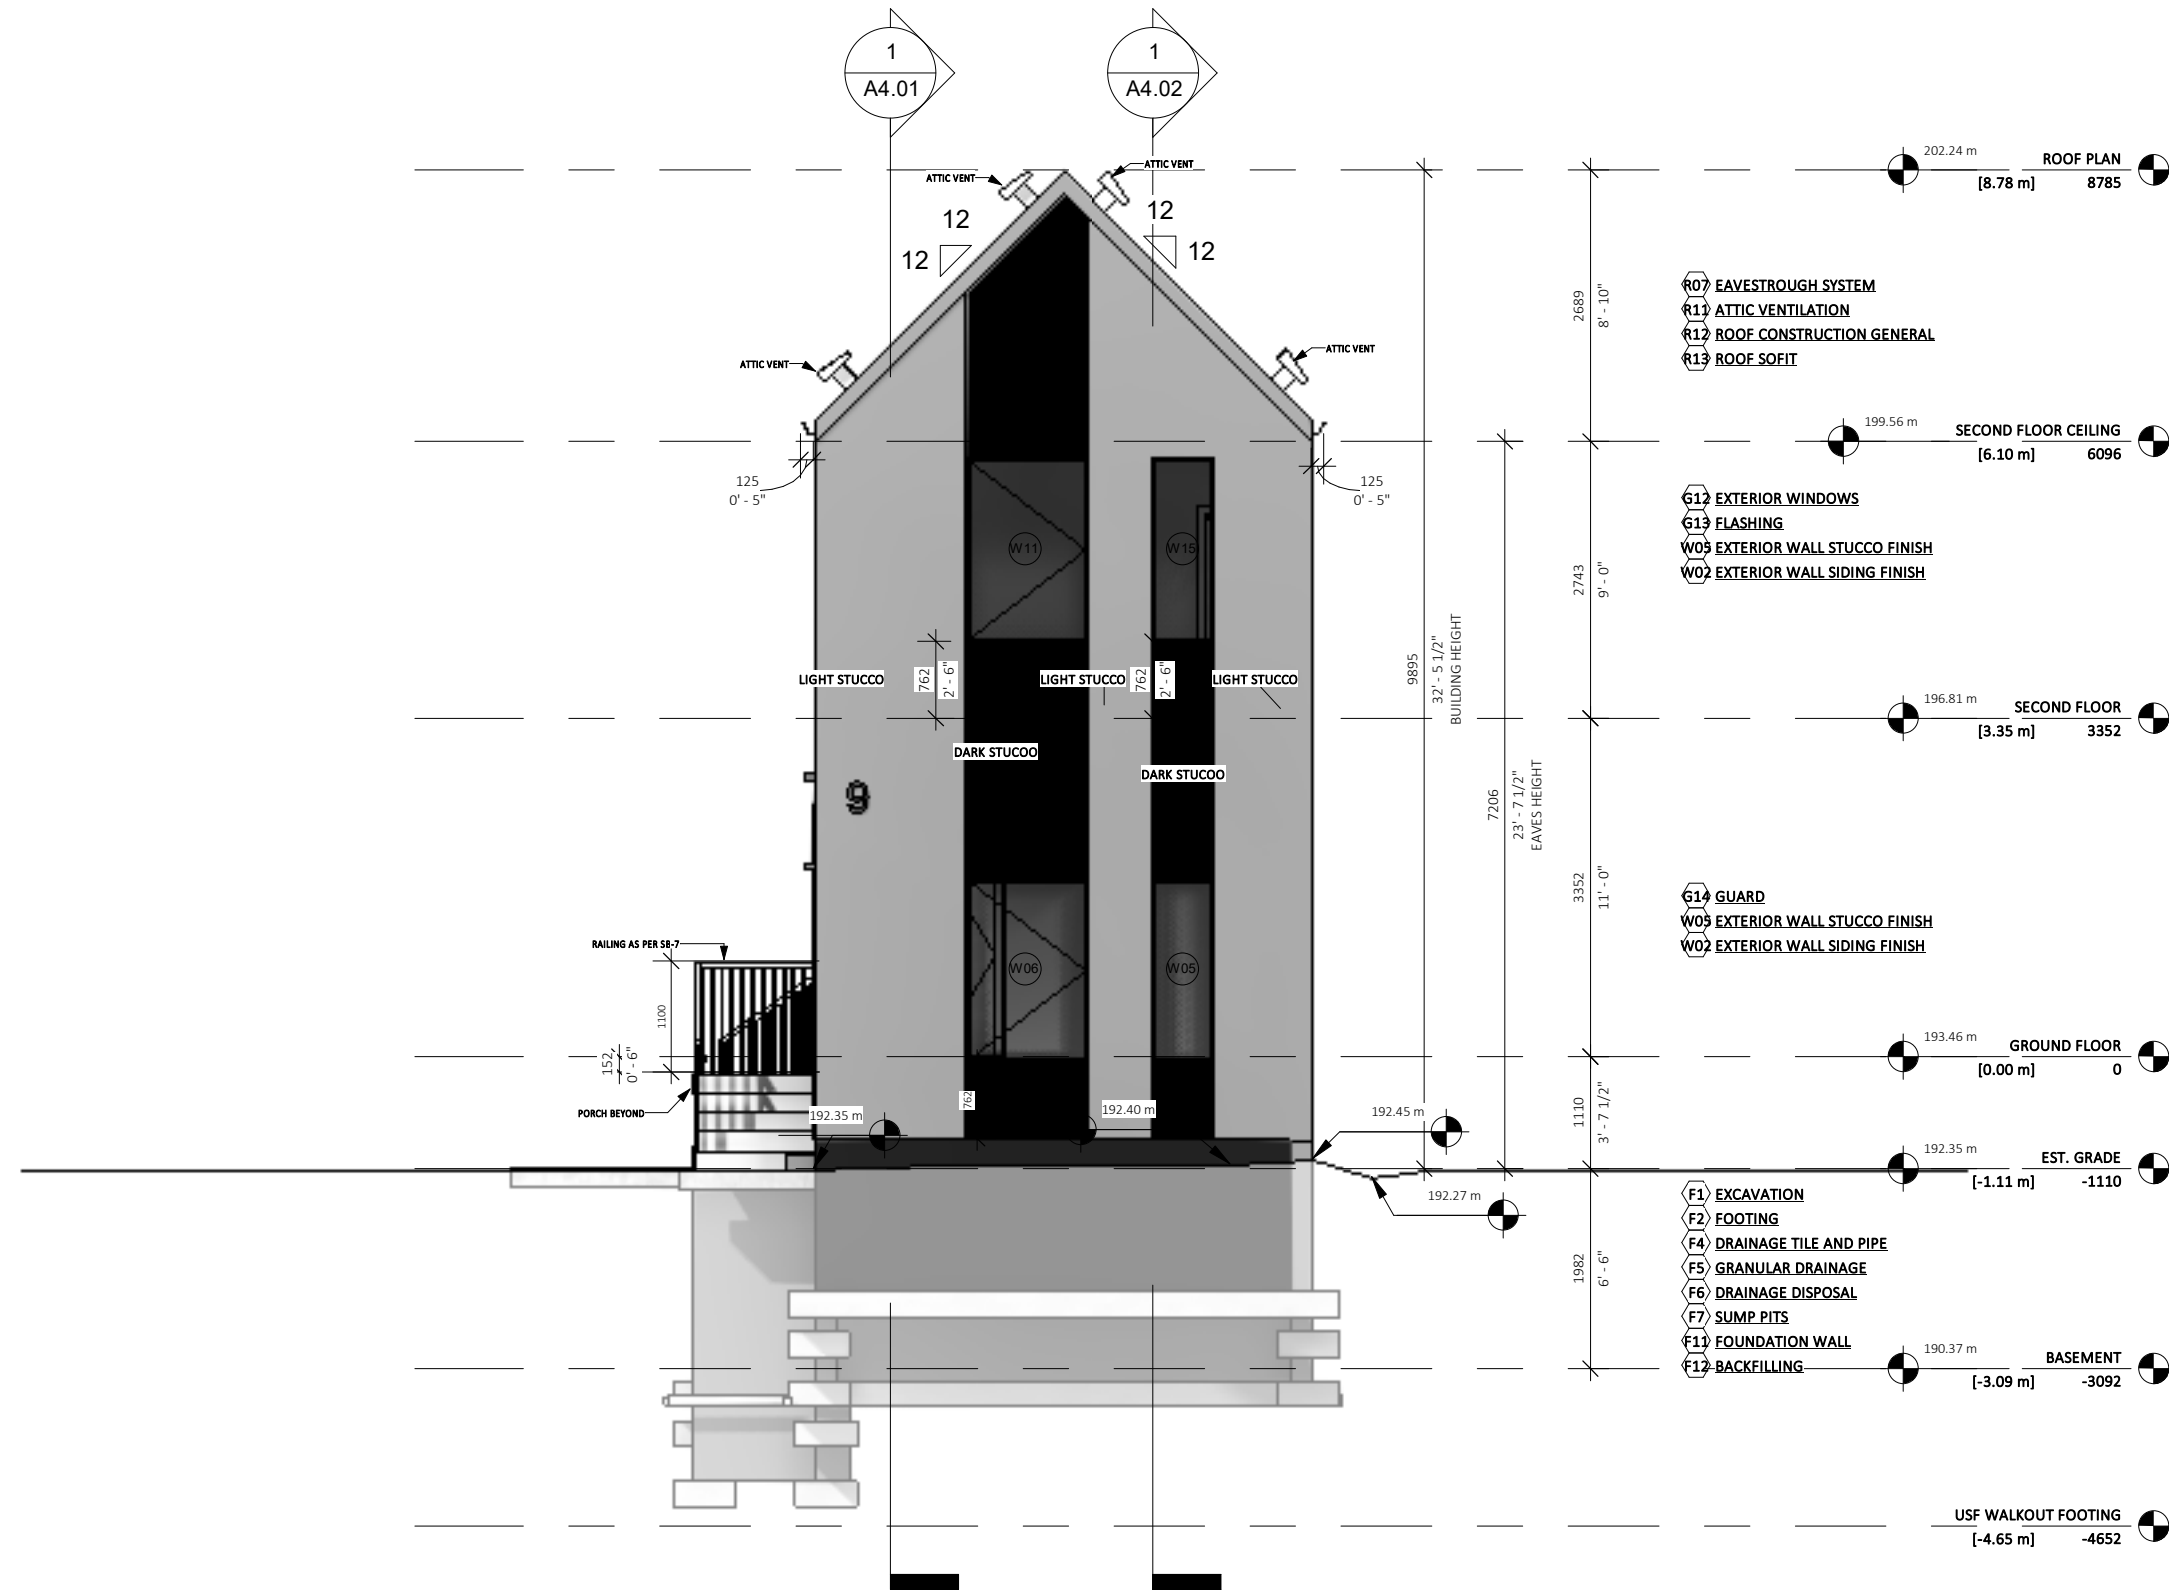 1
A4.01
1
A4.02
202.24 m
ROOF PLAN
[8.78 m] 8785
ATTIC VENT
ATTIC VENT
12
12
12
12
R07 EAVESTROUGH SYSTEM
R11 ATTIC VENTILATION
R12 ROOF CONSTRUCTION GENERAL
R13 ROOF SOFIT
2689
8' - 10"
ATTIC VENT
ATTIC VENT
199.56 m
SECOND FLOOR CEILING
[6.10 m] 6096
125
0' - 5"
125
0' - 5"
G12 EXTERIOR WINDOWS
G13 FLASHING
W05 EXTERIOR WALL STUCCO FINISH
W02 EXTERIOR WALL SIDING FINISH
W11
W15
2743
9' - 0"
9895
32' - 5 1/2"
BUILDING HEIGHT
LIGHT STUCCO
762
2' - 6"
LIGHT STUCCO
762
2' - 6"
LIGHT STUCCO
196.81 m
SECOND FLOOR
[3.35 m] 3352
DARK STUCOO
DARK STUCOO
9
7206
23' - 7 1/2"
EAVES HEIGHT
3352
11' - 0"
G14 GUARD
W05 EXTERIOR WALL STUCCO FINISH
W02 EXTERIOR WALL SIDING FINISH
RAILING AS PER SB-7
W06
W05
1100
152
0' - 6"
193.46 m
GROUND FLOOR
[0.00 m] 0
PORCH BEYOND
192.35 m
762
192.40 m
192.45 m
1110
3' - 7 1/2"
192.35 m
EST. GRADE
[-1.11 m] -1110
192.27 m
F1 EXCAVATION
F2 FOOTING
F4 DRAINAGE TILE AND PIPE
F5 GRANULAR DRAINAGE
F6 DRAINAGE DISPOSAL
F7 SUMP PITS
F11 FOUNDATION WALL
F12 BACKFILLING
1982
6' - 6"
190.37 m
BASEMENT
[-3.09 m] -3092
USF WALKOUT FOOTING
[-4.65 m] -4652